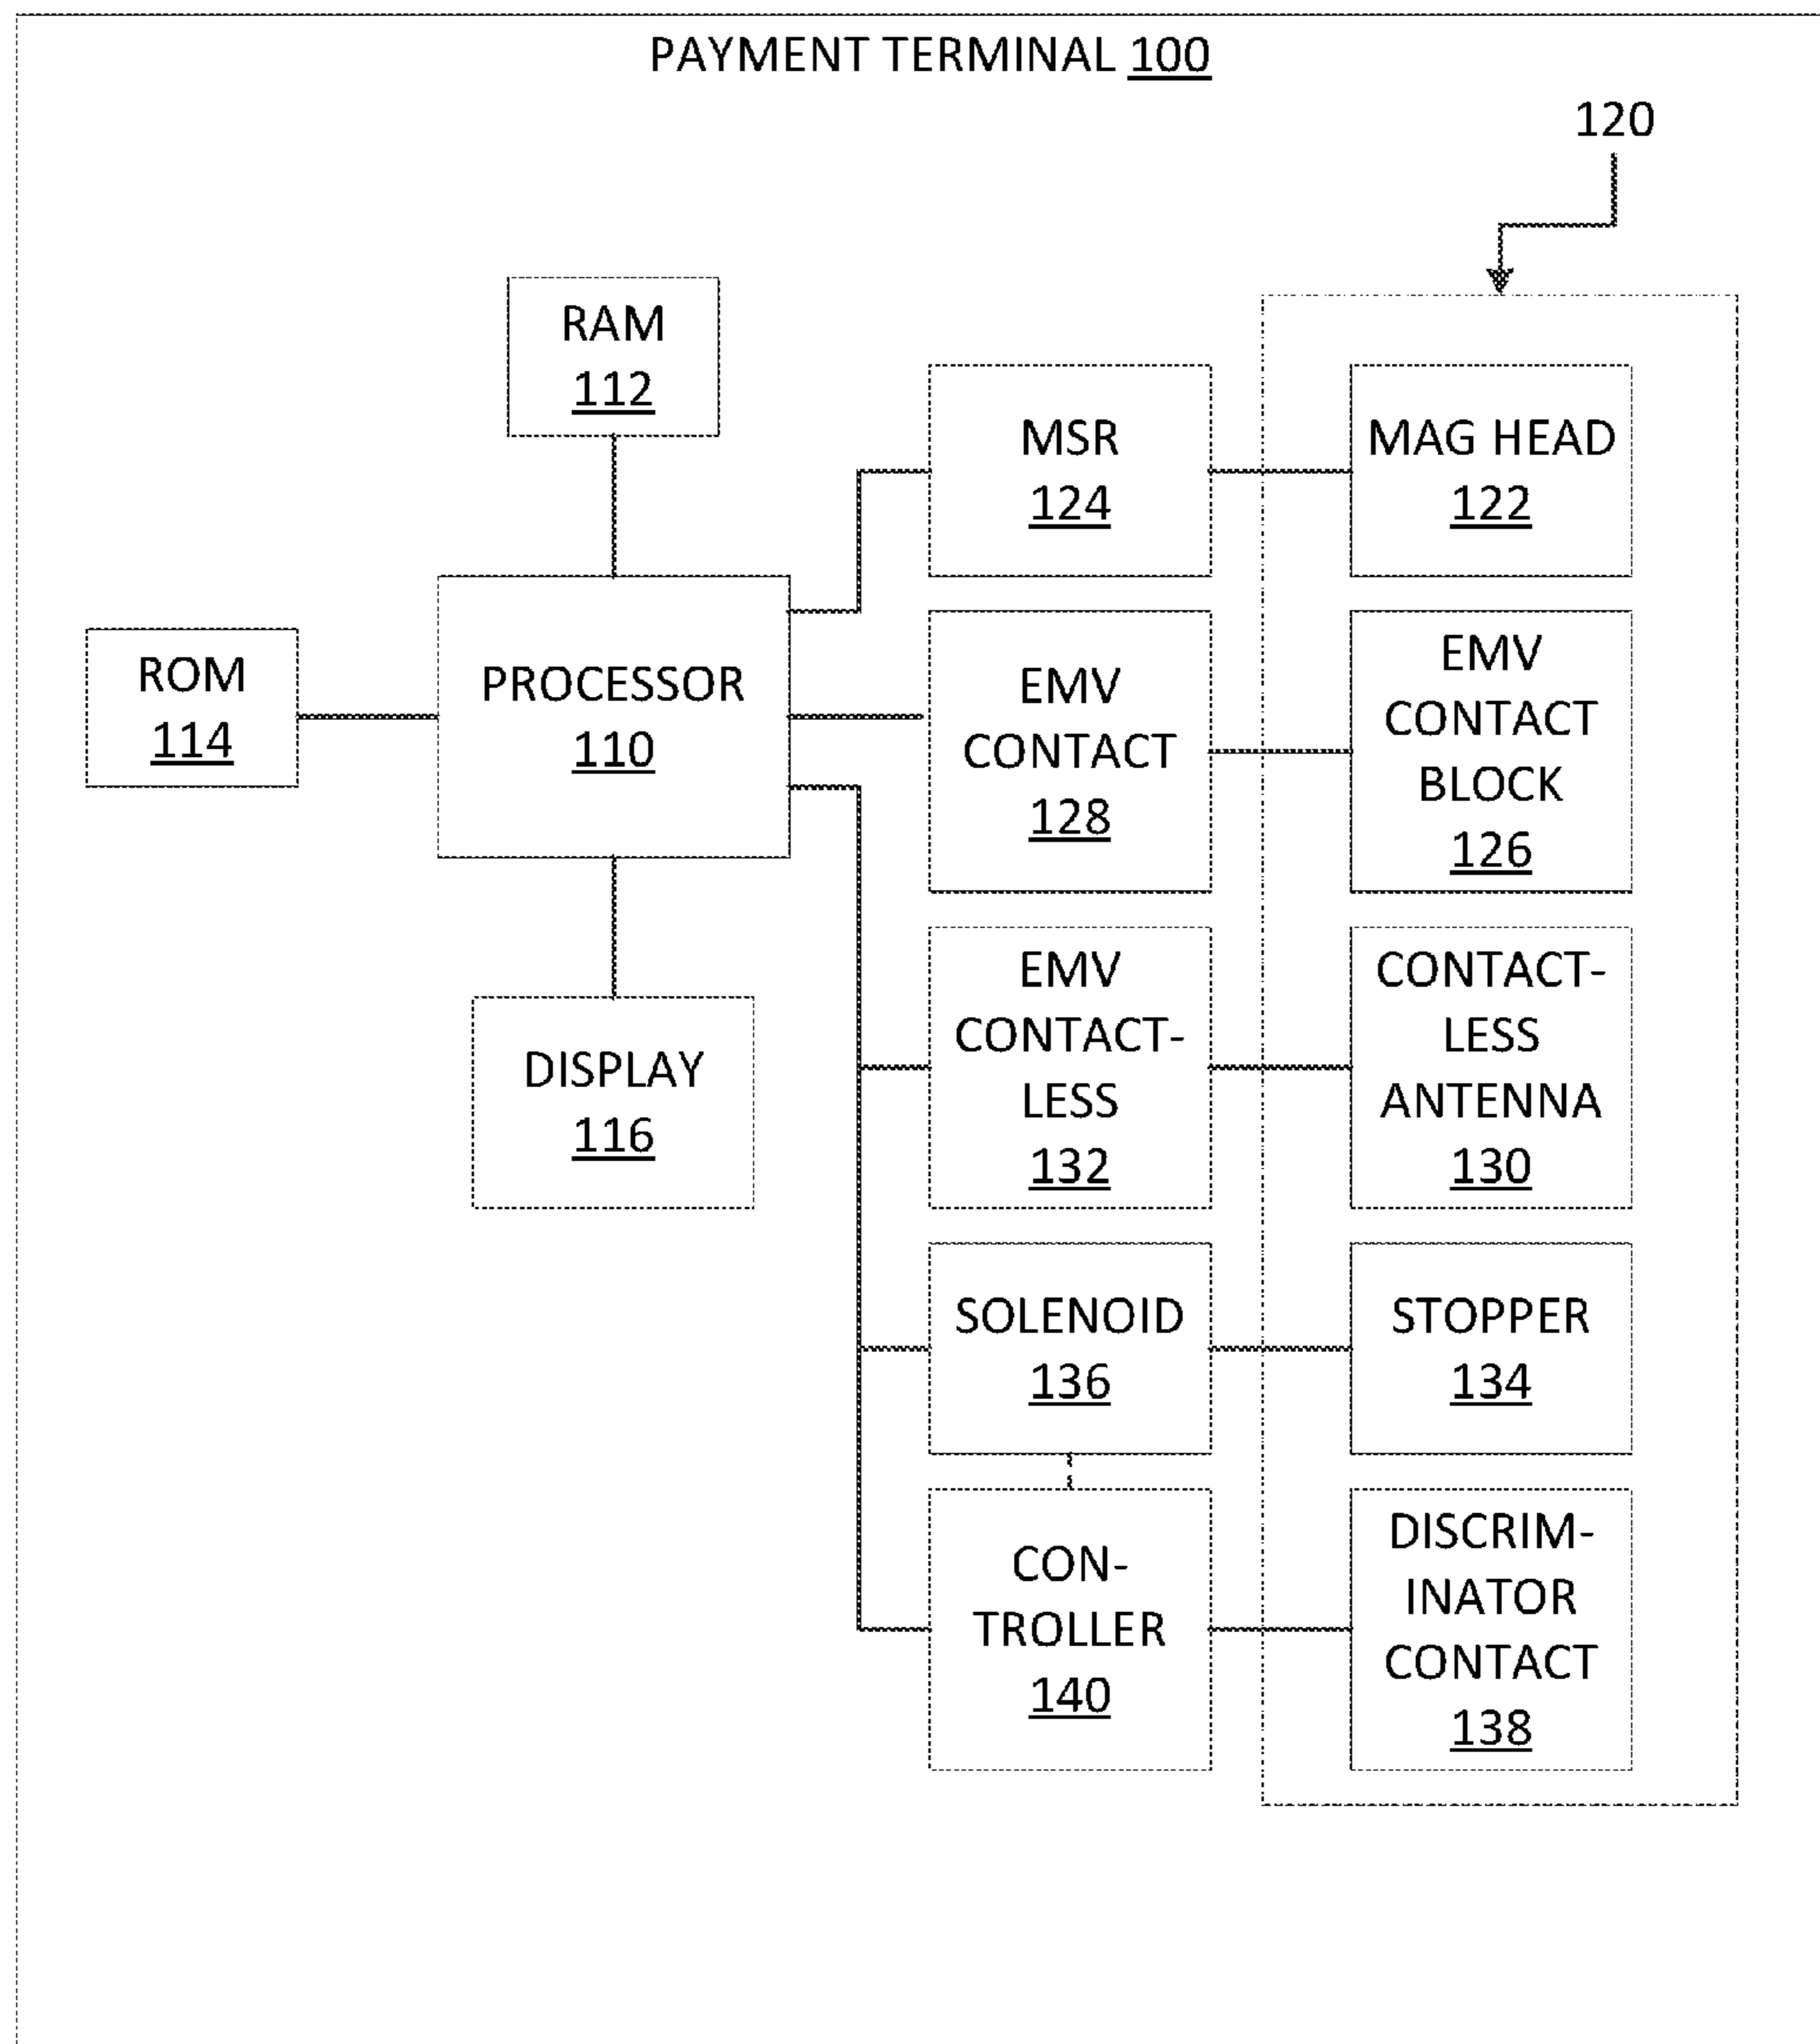 PAYMENT TERMINAL 100
120
RAM
112
MSR
124
MAG HEAD
122
ROM
114
PROCESSOR
110
EMV
CONTACT
128
EMV
CONTACT
BLOCK
126
DISPLAY
116
EMV
CONTACT-
LESS
132
CONTACT-
LESS
ANTENNA
130
SOLENOID
136
STOPPER
134
CON-
TROLLER
140
DISCRIM-
INATOR
CONTACT
138